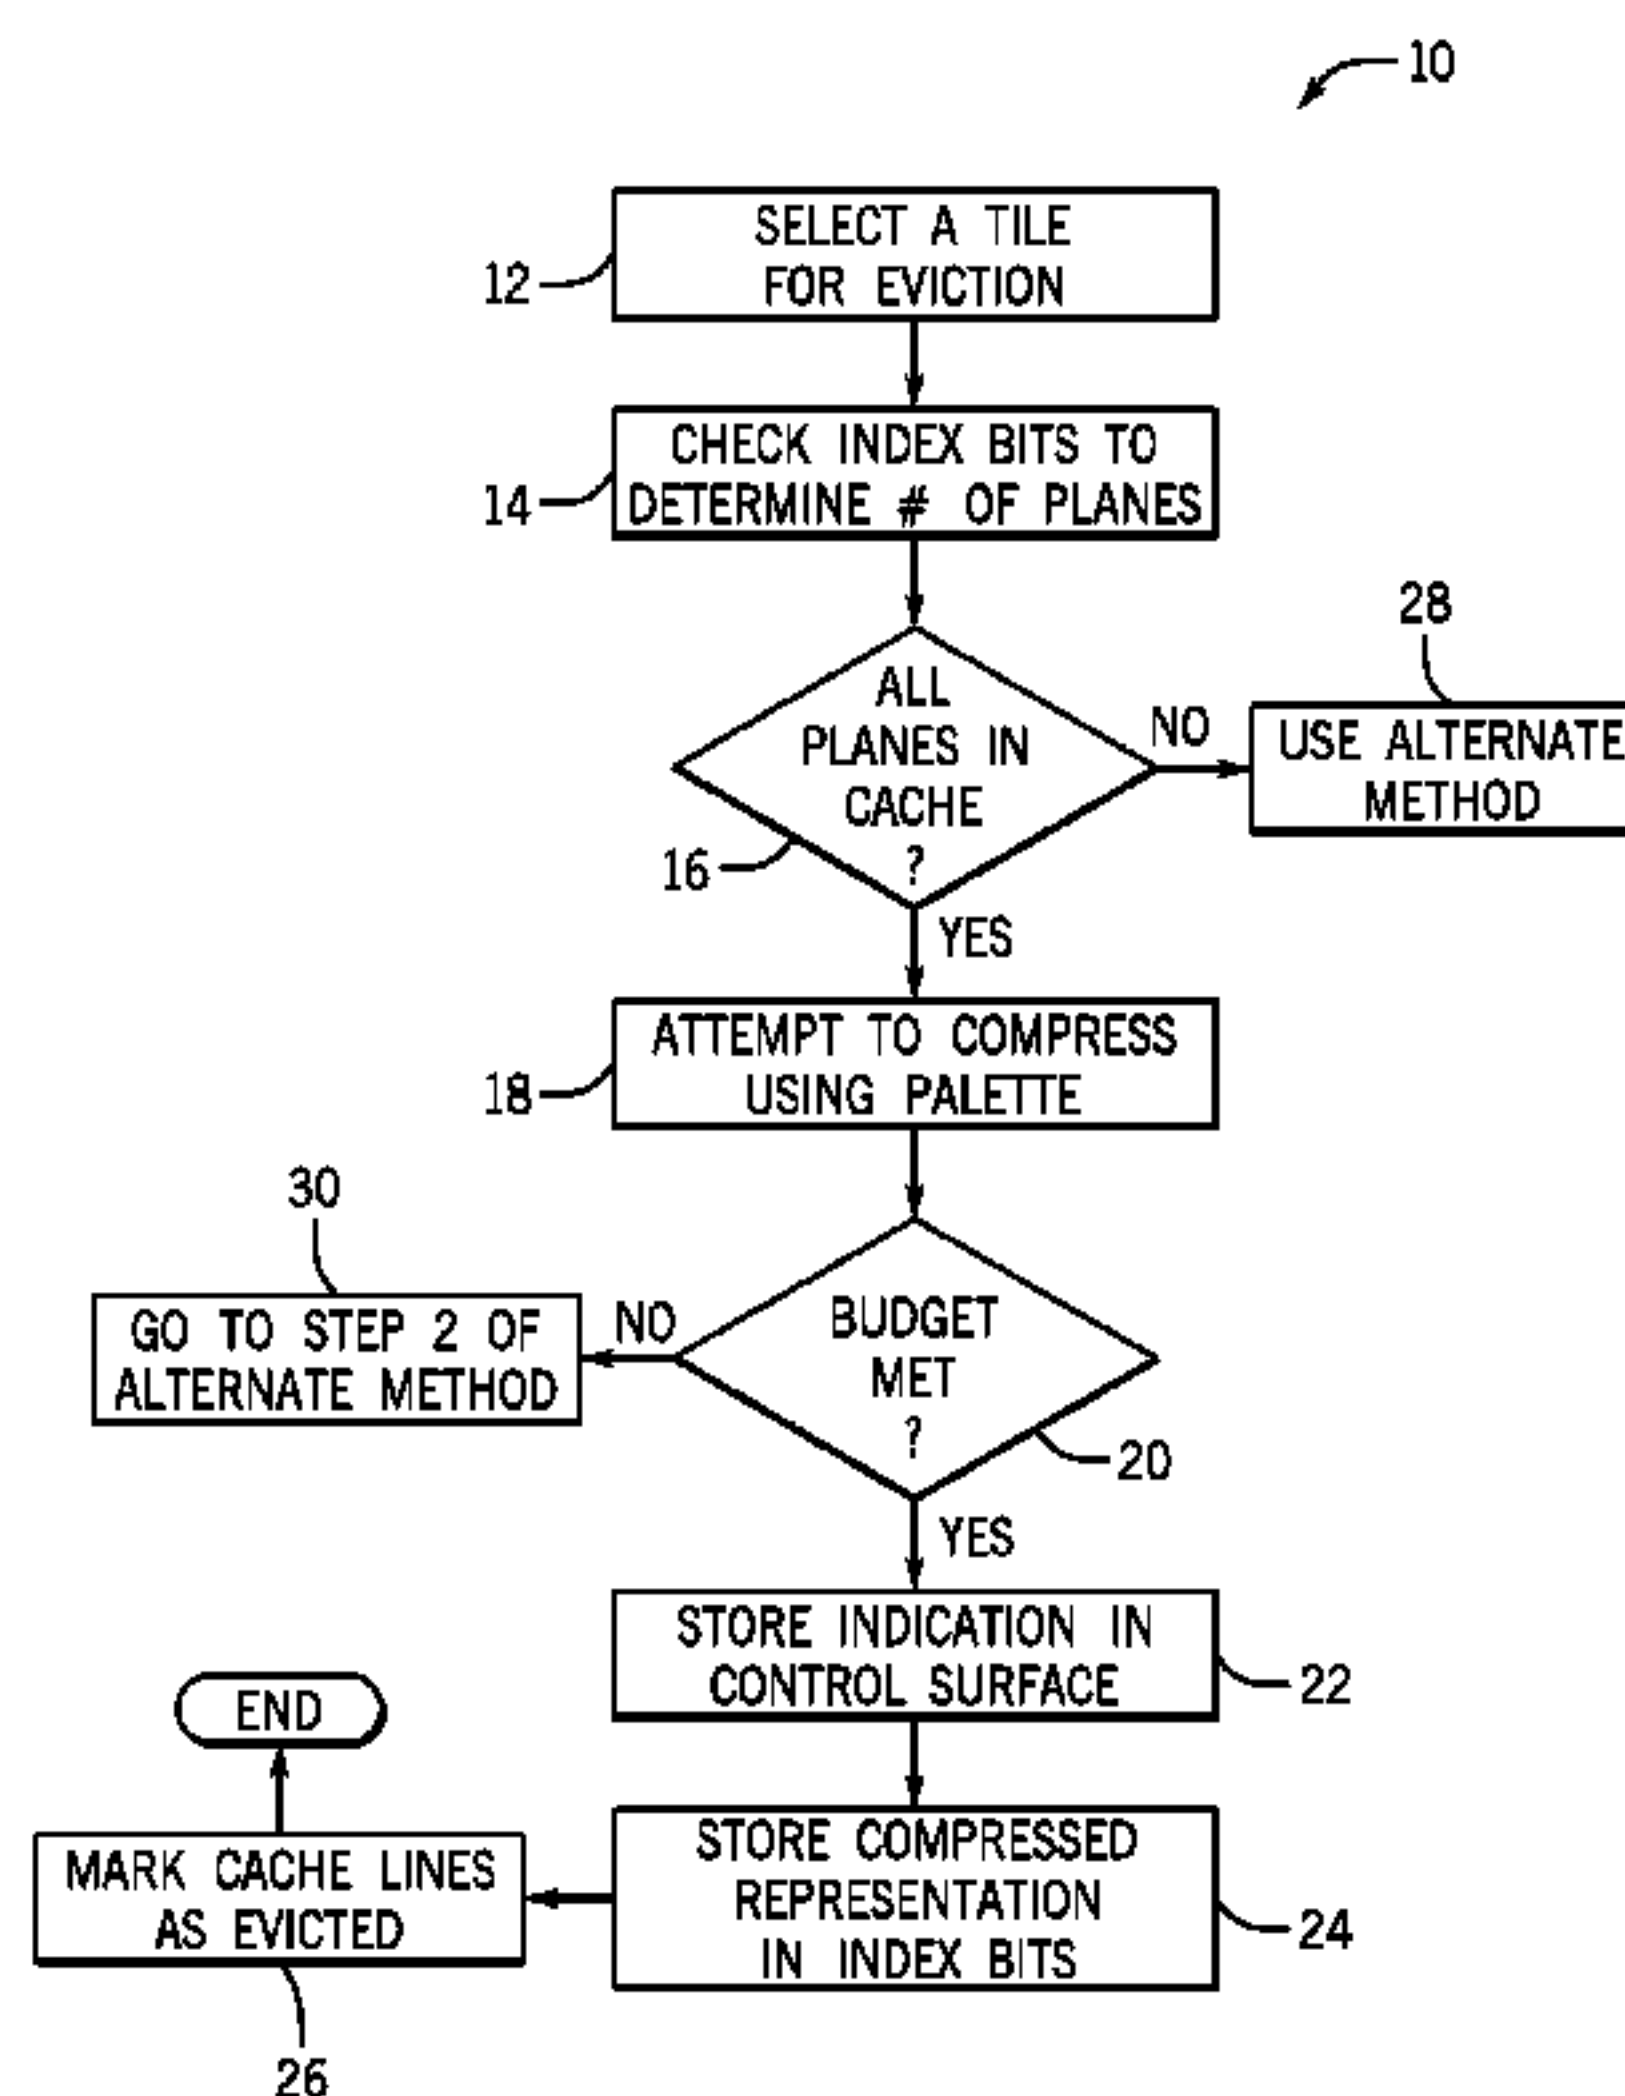 10
SELECT A TILE
FOR EVICTION
12
CHECK INDEX BITS TO
DETERMINE # OF PLANES
14
28
ALL
PLANES IN
CACHE
?
NO
USE ALTERNATE
METHOD
16
YES
ATTEMPT TO COMPRESS
USING PALETTE
18
30
GO TO STEP 2 OF
ALTERNATE METHOD
NO
BUDGET
MET
?
20
YES
STORE INDICATION IN
CONTROL SURFACE
22
END
MARK CACHE LINES
AS EVICTED
STORE COMPRESSED
REPRESENTATION
IN INDEX BITS
24
26